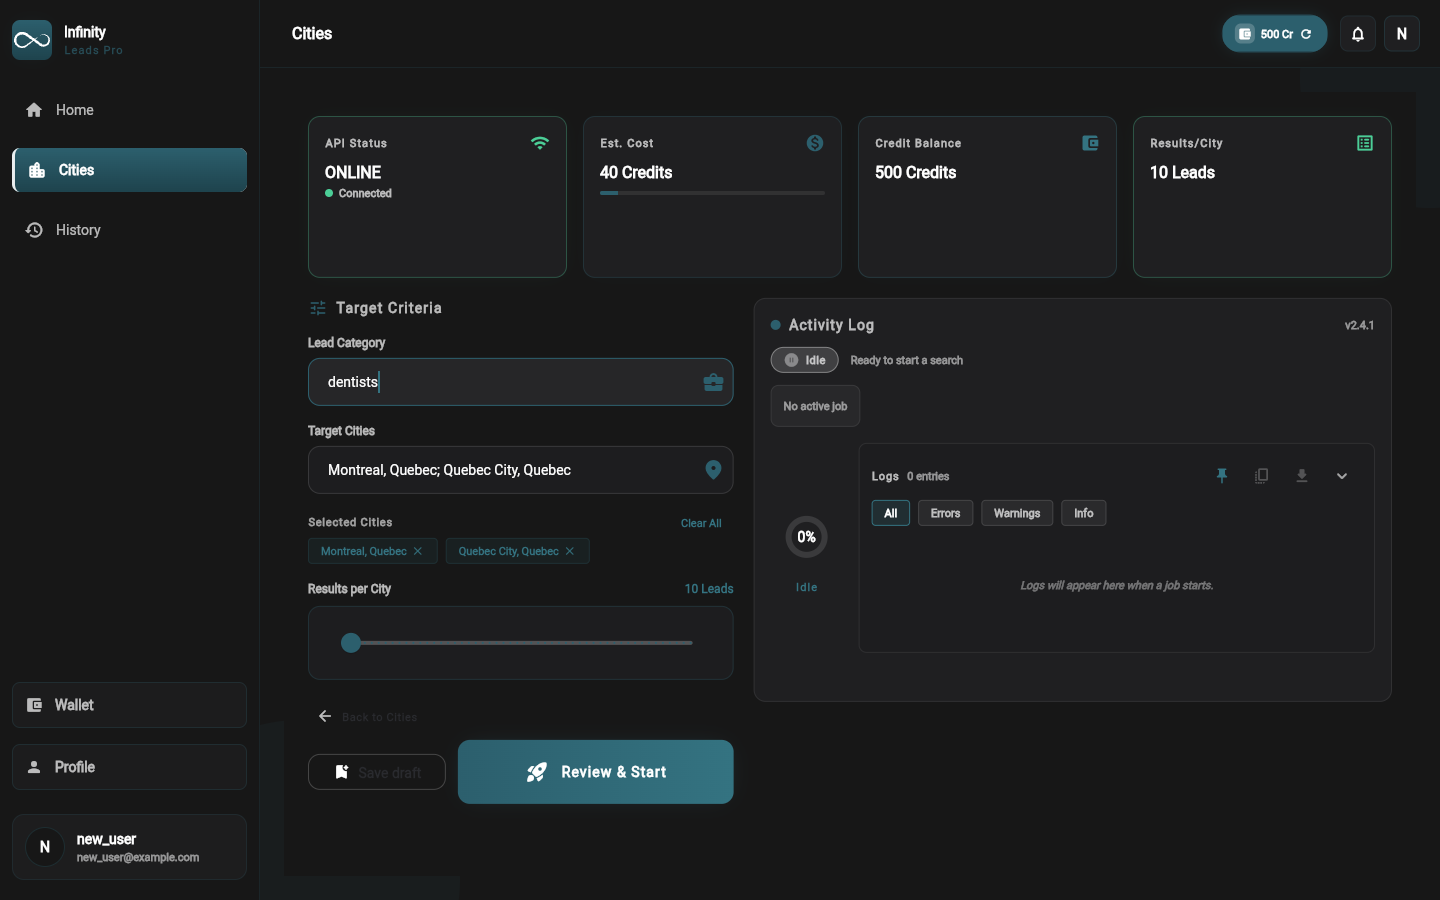 Infinity
Leads Pro
Home
Cities
History
Wallet
Profile
N
new_user
new_user@example.com
Cities
500 Cr
N
API Status
ONLINE
Connected
Est. Cost
40 Credits
Credit Balance
500 Credits
Results/City
10 Leads
Target Criteria
Lead Category
dentists
Target Cities
Montreal, Quebec; Quebec City, Quebec
Selected Cities
Clear All
Montreal, Quebec
Quebec City, Quebec
Results per City
10 Leads
Back to Cities
Save draft
Review & Start
Activity Log
v2.4.1
Idle
Ready to start a search
No active job
0%
Idle
Logs 0 entries
All
Errors
Warnings
Info
Logs will appear here when a job starts.